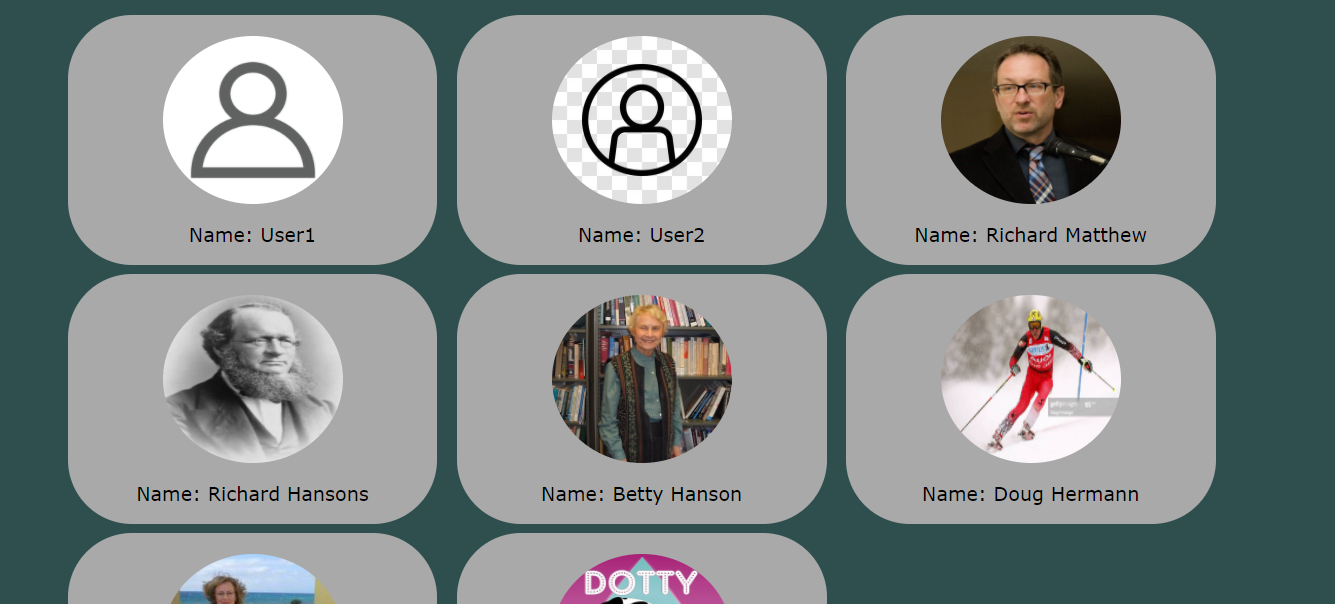 Name: User1
Name: User2
Name: Richard Matthew
Name: Richard Hansons
Name: Betty Hanson
Name: Doug Hermann
DOTTY